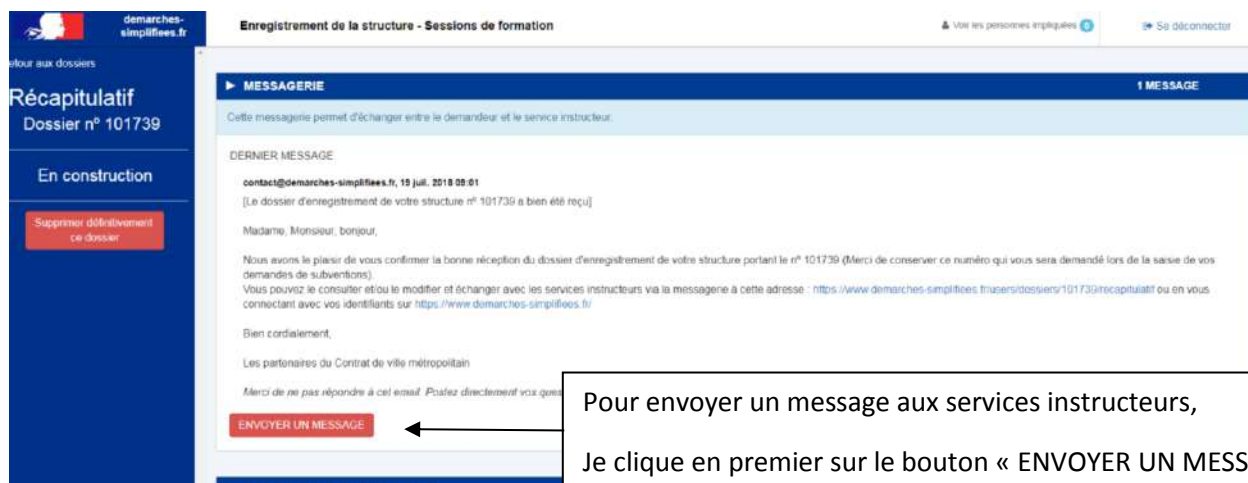 demarches-
simplifiees.fr
Enregistrement de la structure - Sessions de formation
Voir les personnes impliquées 0
Se déconnecter
etour aux dossiers
Récapitulatif
Dossier nº 101739
En construction
Supprimer définitivement
ce dossier
MESSAGERIE
1 MESSAGE
Cette messagerie permet d'échanger entre le demandeur et le service instructeur.
DERNIER MESSAGE
contact@demarches-simplifiees.fr, 19 juil. 2018 09:01
[Le dossier d'enregistrement de votre structure nº 101739 a bien été reçu]
Madame, Monsieur, bonjour,
Nous avons le plaisir de vous confirmer la bonne réception du dossier d'enregistrement de votre structure portant le nº 101739 (Merci de conserver ce numéro qui vous sera demandé lors de la saisie de vos
demandes de subventions).
Vous pouvez le consulter et/ou le modifier et échanger avec les services instructeurs via la messagerie à cette adresse : https://www.demarches-simplifiees.fr/users/dossiers/101739/recapitulatif ou en vous
connectant avec vos identifiants sur https://www.demarches-simplifiees.fr/
Bien cordialement,
Les partenaires du Contrat de ville métropolitain
Merci de ne pas répondre à cet email. Postez directement vos ques
ENVOYER UN MESSAGE
Pour envoyer un message aux services instructeurs,
Je clique en premier sur le bouton « ENVOYER UN MESS